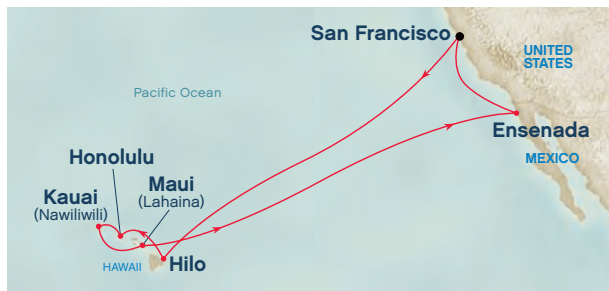 San Francisco
UNITED
STATES
Pacific Ocean
Ensenada
Honolulu
MEXICO
Maui
(Lahaina)
Kauai
(Nawiliwili)
HAWAII
Hilo